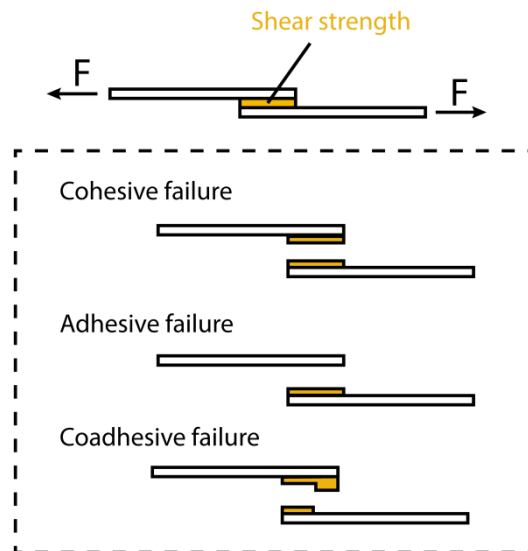 Shear strength
F
F
Cohesive failure
Adhesive failure
Coadhesive failure